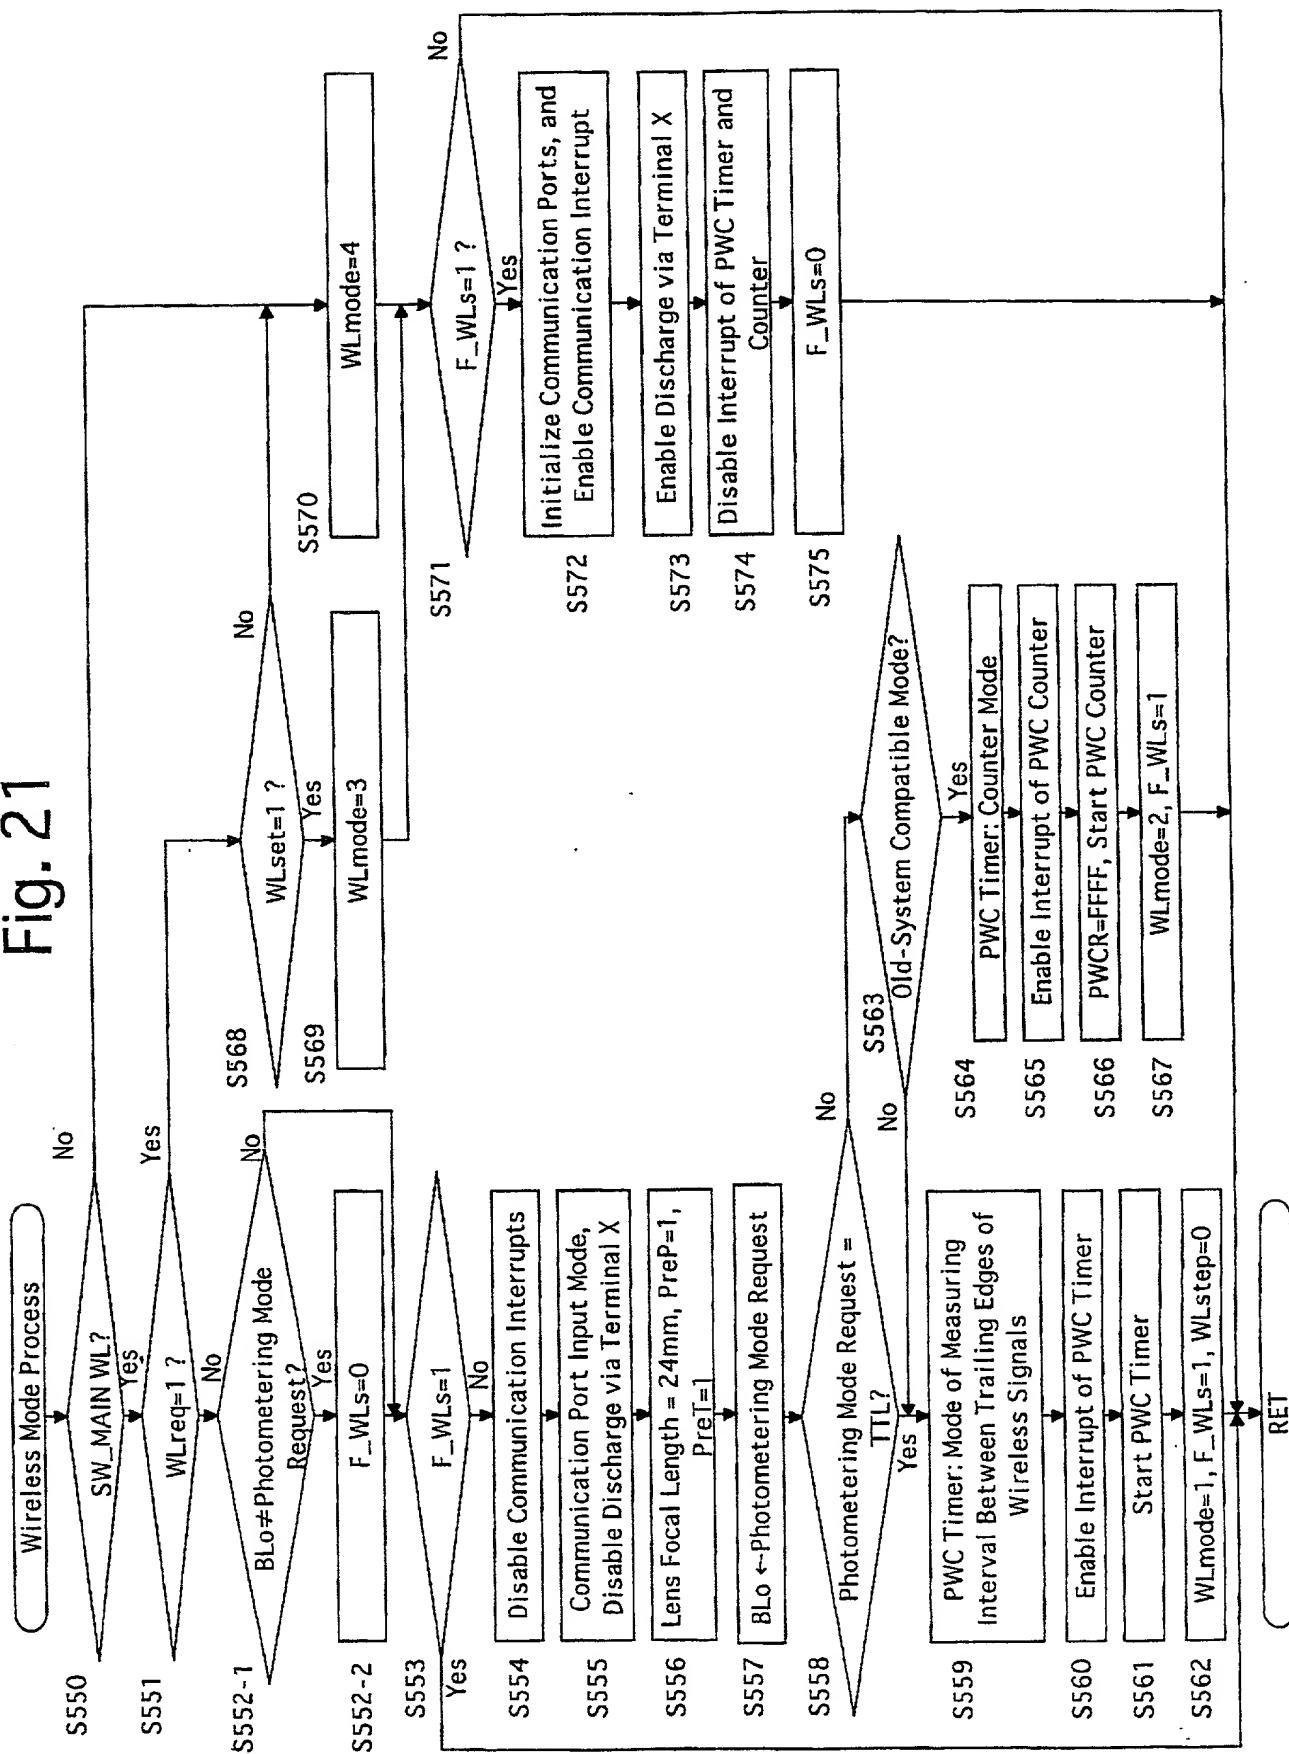 Fig. 21
Wireless Mode Process
S550
SW_MAIN WL?
No
Yes
S551
WLreq=1 ?
Yes
No
S552-1
BLo≠Photometering Mode
Request?
No
Yes
S552-2
F_WLs=0
S553
F_WLs=1
Yes
No
S554
Disable Communication Interrupts
S555
Communication Port Input Mode,
Disable Discharge via Terminal X
S556
Lens Focal Length = 24mm, PreP=1,
PreT=1
S557
BLo ←Photometering Mode Request
S558
Photometering Mode Request =
TTL?
No
Yes
S559
PWC Timer: Mode of Measuring
Interval Between Trailing Edges of
Wireless Signals
S560
Enable Interrupt of PWC Timer
S561
Start PWC Timer
S562
WLmode=1, F_WLs=1, WLstep=0
RET
S563
Old-System Compatible Mode?
No
Yes
S564
PWC Timer: Counter Mode
S565
Enable Interrupt of PWC Counter
S566
PWCR=FFFF, Start PWC Counter
S567
WLmode=2, F_WLs=1
S568
WLset=1 ?
No
Yes
S569
WLmode=3
S570
WLmode=4
S571
F_WLs=1 ?
No
Yes
S572
Initialize Communication Ports, and
Enable Communication Interrupt
S573
Enable Discharge via Terminal X
S574
Disable Interrupt of PWC Timer and
Counter
S575
F_WLs=0